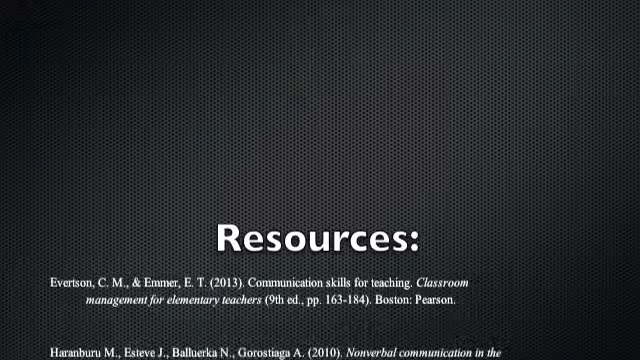 Resources:
Evertson, C. M., & Emmer, E. T. (2013). Communication skills for teaching. Classroom
management for elementary teachers (9th ed., pp. 163-184). Boston: Pearson.
Haranburu M., Esteve J., Balluerka N., Gorostiaga A. (2010). Nonverbal communication in the